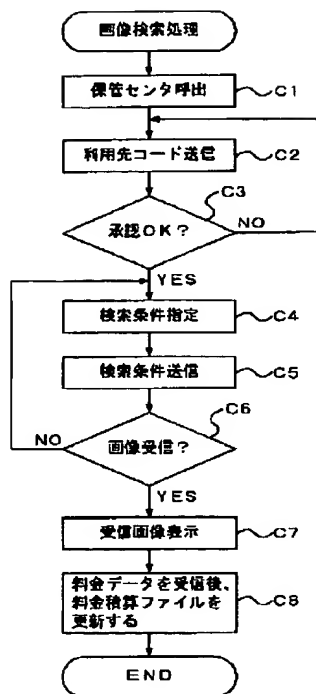 画像検索処理
保管センタ呼出
C1
利用先コード送信
C2
C3
承認OK?
NO
YES
検索条件指定
C4
検索条件送信
C5
C6
NO
画像受信?
YES
受信画像表示
C7
料金データを受信後、
料金積算ファイルを
更新する
C8
END